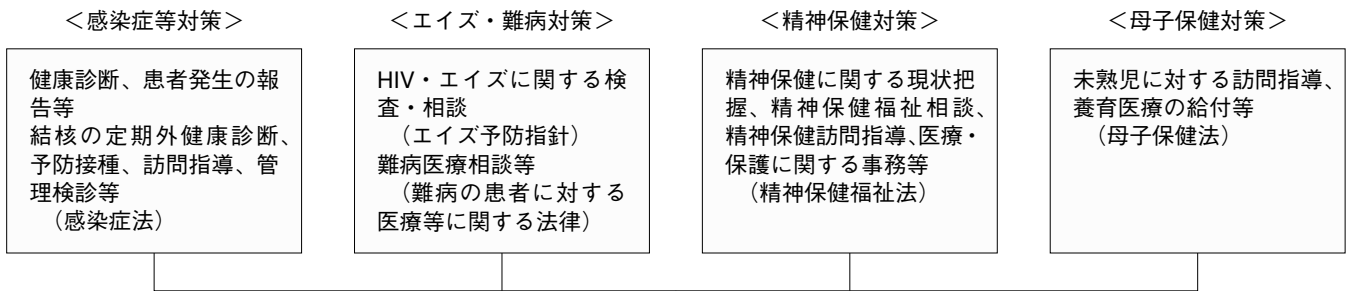 ＜感染症等対策＞
健康診断、患者発生の報
告等
結核の定期外健康診断、
予防接種、訪問指導、管
理検診等
（感染症法）
＜エイズ・難病対策＞
HIV・エイズに関する検
査・相談
（エイズ予防指針）
難病医療相談等
（難病の患者に対する
医療等に関する法律）
＜精神保健対策＞
精神保健に関する現状把
握、精神保健福祉相談、
精神保健訪問指導、医療・
保護に関する事務等
（精神保健福祉法）
＜母子保健対策＞
未熟児に対する訪問指導、
養育医療の給付等
（母子保健法）